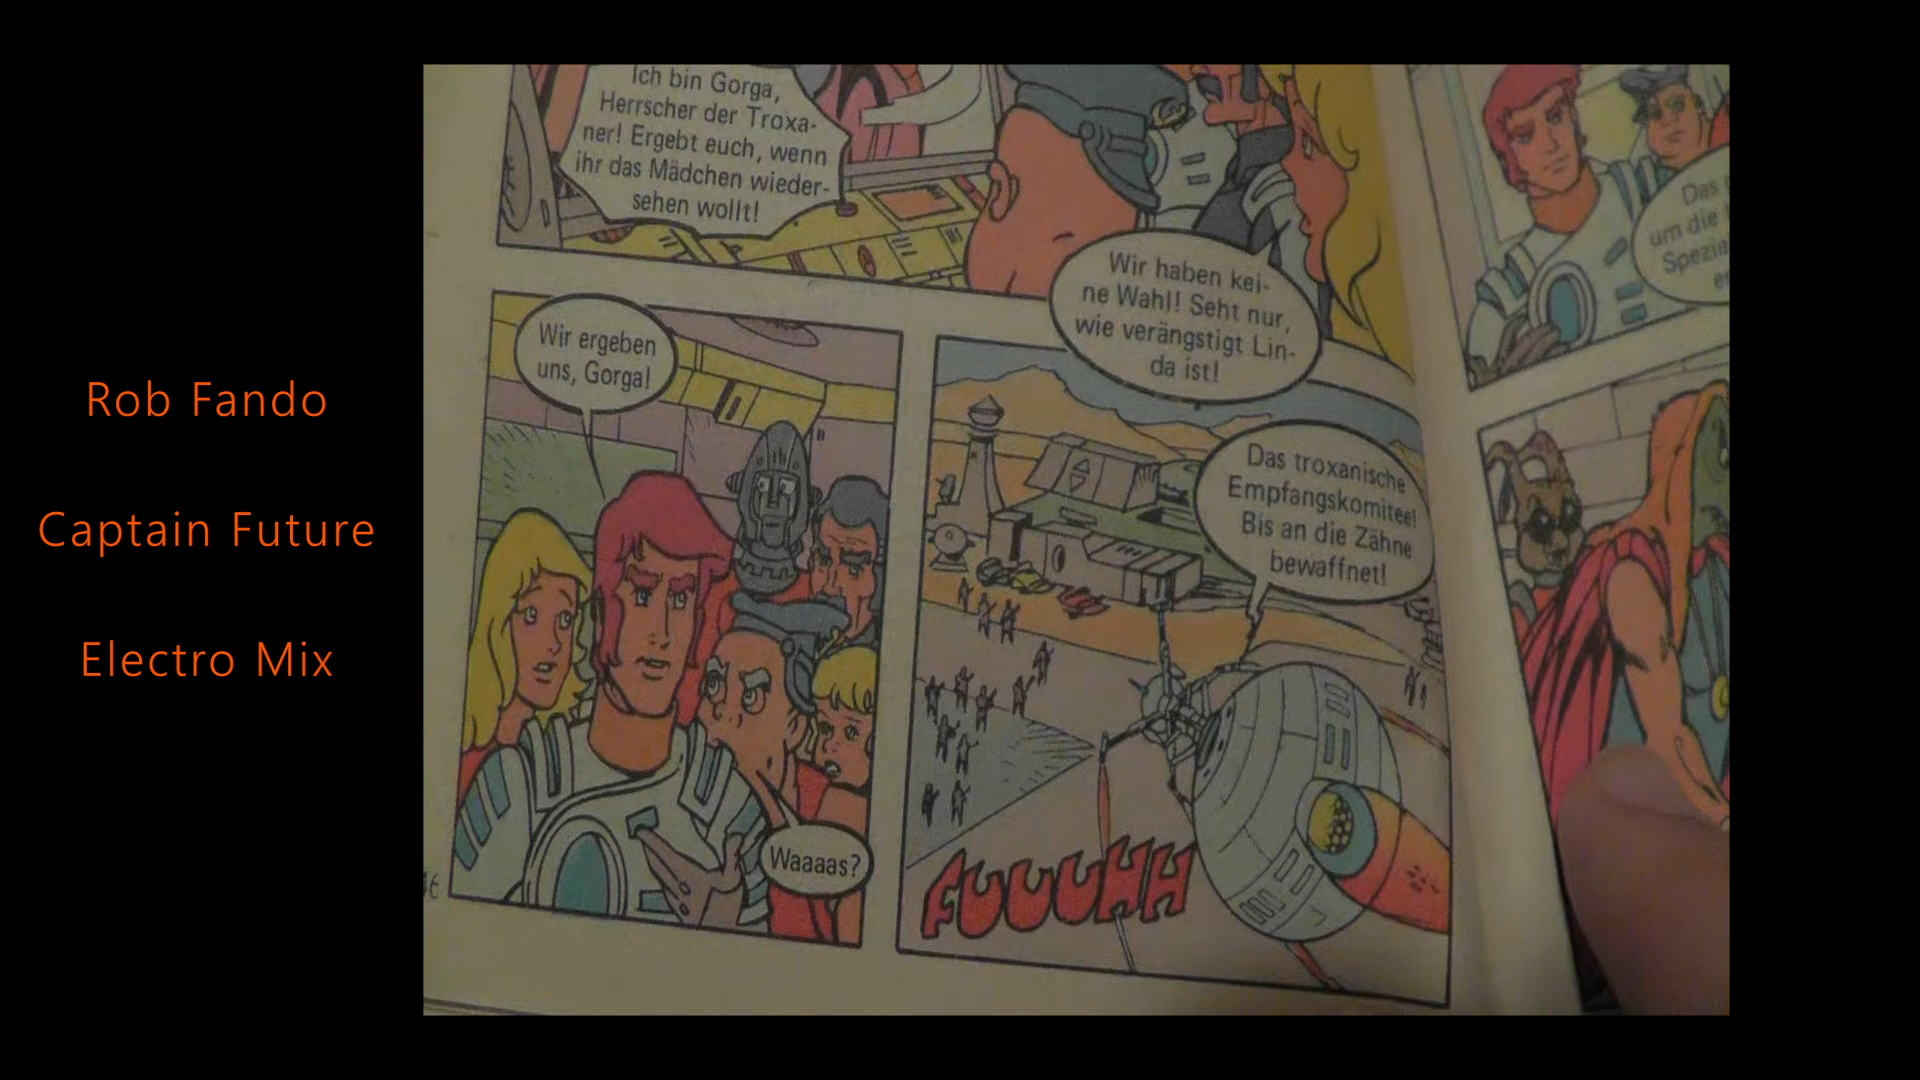 Rob Fando
Captain Future
Electro Mix
Ich bin Gorga,
Herrscher der Troxa-
ner! Ergebt euch, wenn
ihr das Mädchen wieder-
sehen wollt!
Wir haben kei-
ne Wahl! Seht nur,
wie verängstigt Lin-
da ist!
Wir ergeben
uns, Gorga!
Waaaas?
Das troxanische
Empfangskomitee!
Bis an die Zähne
bewaffnet!
FUUUUHH
Das
um die